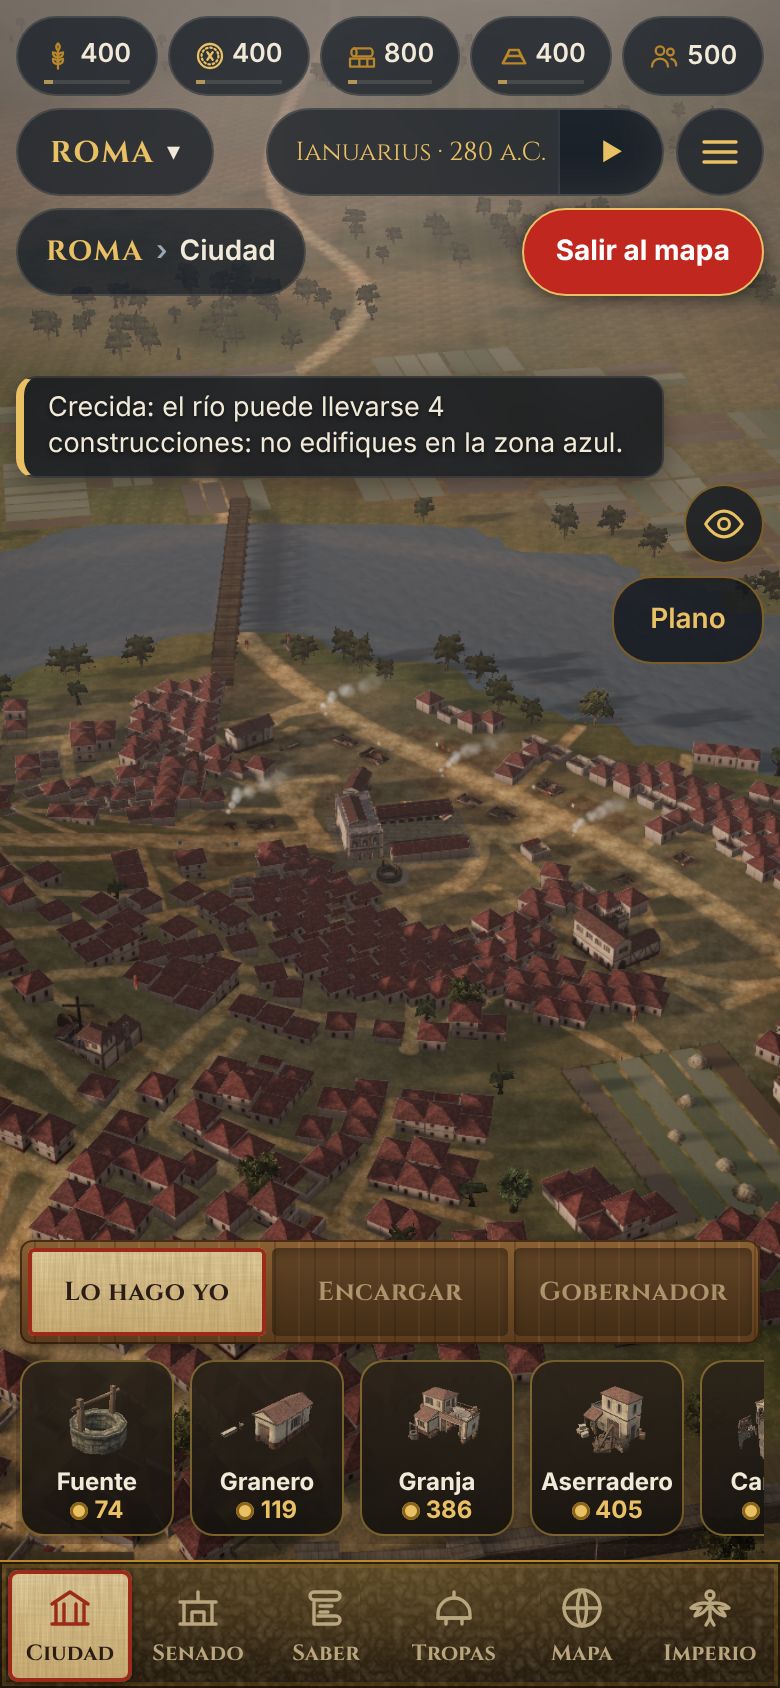 400 400 800 400 500
ROMA ▾ IANUARIUS · 280 A.C.
ROMA › Ciudad Salir al mapa
Crecida: el río puede llevarse 4
construcciones: no edifiques en la zona azul.
Plano
LO HAGO YO ENCARGAR GOBERNADOR
Fuente Granero Granja Aserradero Ca
74 119 386 405
CIUDAD SENADO SABER TROPAS MAPA IMPERIO